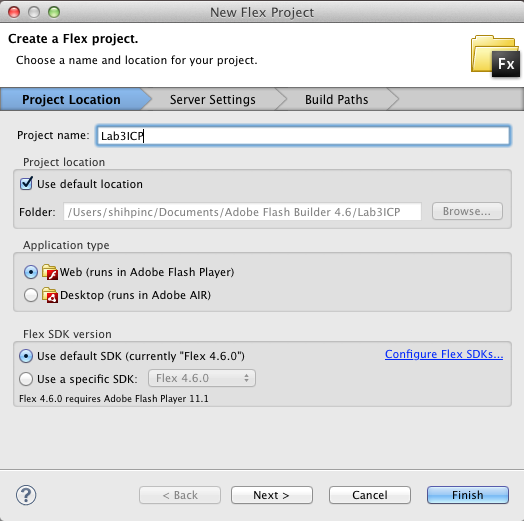 New Flex Project
Create a Flex project.
Choose a name and location for your project.
Fx
Project Location Server Settings Build Paths
Project name: Lab3ICP
Project location
Use default location
Folder: /Users/shihpinc/Documents/Adobe Flash Builder 4.6/Lab3ICP Browse...
Application type
Web (runs in Adobe Flash Player)
Desktop (runs in Adobe AIR)
Flex SDK version
Use default SDK (currently "Flex 4.6.0") Configure Flex SDKs...
Use a specific SDK: Flex 4.6.0
Flex 4.6.0 requires Adobe Flash Player 11.1
? < Back Next > Cancel Finish